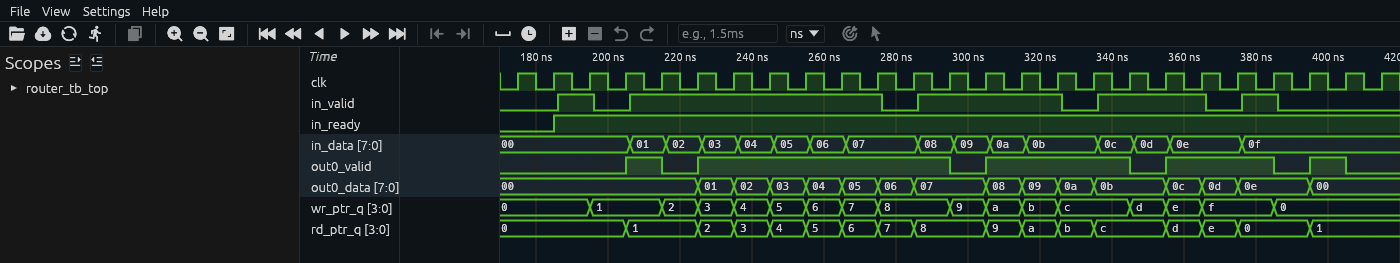 File View Settings Help
e.g., 1.5ms ns
Scopes
router_tb_top
Time 180 ns 200 ns 220 ns 240 ns 260 ns 280 ns 300 ns 320 ns 340 ns 360 ns 380 ns 400 ns 420
clk
in_valid
in_ready
in_data [7:0] 00 01 02 03 04 05 06 07 08 09 0a 0b 0c 0d 0e 0f
out0_valid
out0_data [7:0] 00 01 02 03 04 05 06 07 08 09 0a 0b 0c 0d 0e 00
wr_ptr_q [3:0] 0 1 2 3 4 5 6 7 8 9 a b c d e f 0
rd_ptr_q [3:0] 0 1 2 3 4 5 6 7 8 9 a b c d e 0 1